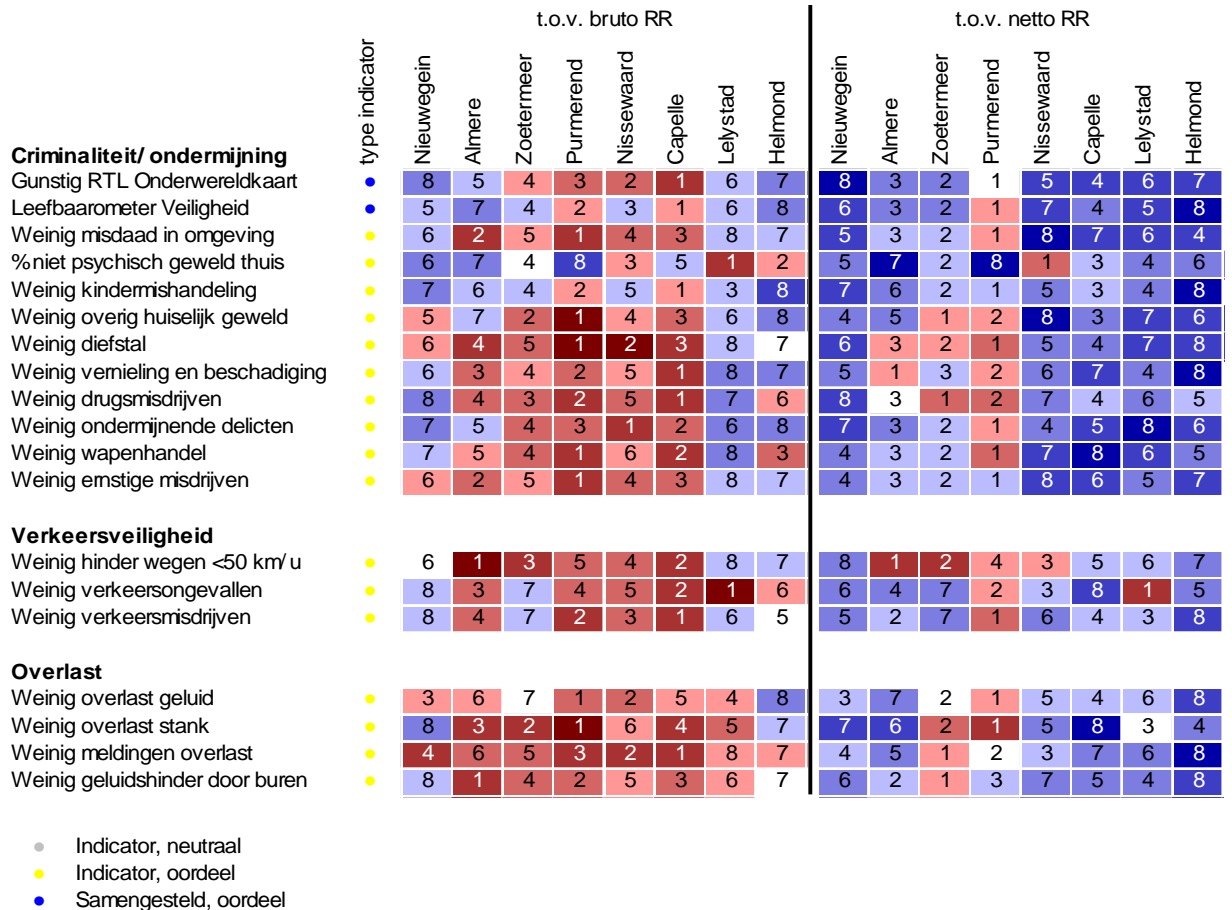 t.o.v. bruto RR t.o.v. netto RR
type indicator Nieuwegein Almere Zoetermeer Purmerend Nissewaard Capelle Lelystad Helmond Nieuwegein Almere Zoetermeer Purmerend Nissewaard Capelle Lelystad Helmond
Criminaliteit/ ondermijning
Gunstig RTL Onderwereldkaart 8 5 4 3 2 1 6 7 8 3 2 1 5 4 6 7
Leefbaarometer Veiligheid 5 7 4 2 3 1 6 8 6 3 2 1 7 4 5 8
Weinig misdaad in omgeving 6 2 5 1 4 3 8 7 5 3 2 1 8 7 6 4
%niet psychisch geweld thuis 6 7 4 8 3 5 1 2 5 7 2 8 1 3 4 6
Weinig kindermishandeling 7 6 4 2 5 1 3 8 7 6 2 1 5 3 4 8
Weinig overig huiselijk geweld 5 7 2 1 4 3 6 8 4 5 1 2 8 3 7 6
Weinig diefstal 6 4 5 1 2 3 8 7 6 3 2 1 5 4 7 8
Weinig vernieling en beschadiging 6 3 4 2 5 1 8 7 5 1 3 2 6 7 4 8
Weinig drugsmisdrijven 8 4 3 2 5 1 7 6 8 3 1 2 7 4 6 5
Weinig ondermijnende delicten 7 5 4 3 1 2 6 8 7 3 2 1 4 5 8 6
Weinig wapenhandel 7 5 4 1 6 2 8 3 4 3 2 1 7 8 6 5
Weinig ernstige misdrijven 6 2 5 1 4 3 8 7 4 3 2 1 8 6 5 7
Verkeersveiligheid
Weinig hinder wegen <50 km/u 6 1 3 5 4 2 8 7 8 1 2 4 3 5 6 7
Weinig verkeersongevallen 8 3 7 4 5 2 1 6 6 4 7 2 3 8 1 5
Weinig verkeersmisdrijven 8 4 7 2 3 1 6 5 5 2 7 1 6 4 3 8
Overlast
Weinig overlast geluid 3 6 7 1 2 5 4 8 3 7 2 1 5 4 6 8
Weinig overlast stank 8 3 2 1 6 4 5 7 7 6 2 1 5 8 3 4
Weinig meldingen overlast 4 6 5 3 2 1 8 7 4 5 1 2 3 7 6 8
Weinig geluidshinder door buren 8 1 4 2 5 3 6 7 6 2 1 3 7 5 4 8
Indicator, neutraal
Indicator, oordeel
Samengesteld, oordeel